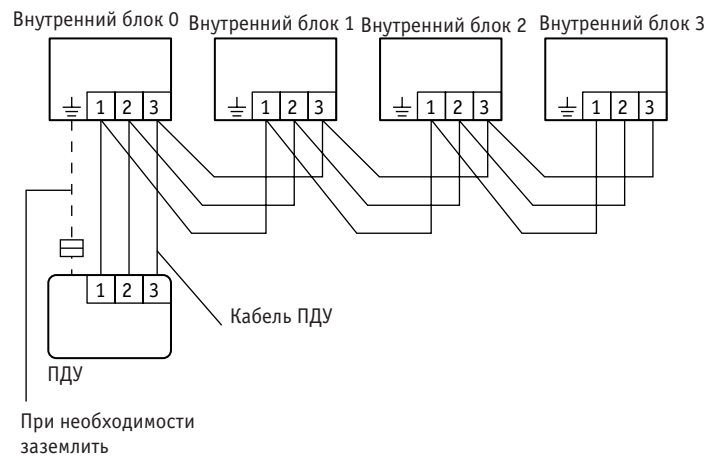 Внутренний блок 0 Внутренний блок 1 Внутренний блок 2 Внутренний блок 3
1 2 3 1 2 3 1 2 3 1 2 3
1 2 3
Кабель ПДУ
ПДУ
При необходимости
заземлить